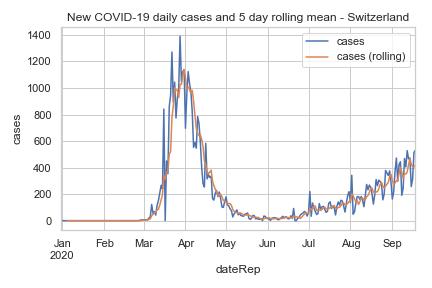 New COVID-19 daily cases and 5 day rolling mean - Switzerland
cases
cases (rolling)
1400
1200
1000
800
600
400
200
0
cases
Jan Feb Mar Apr May Jun Jul Aug Sep
2020
dateRep